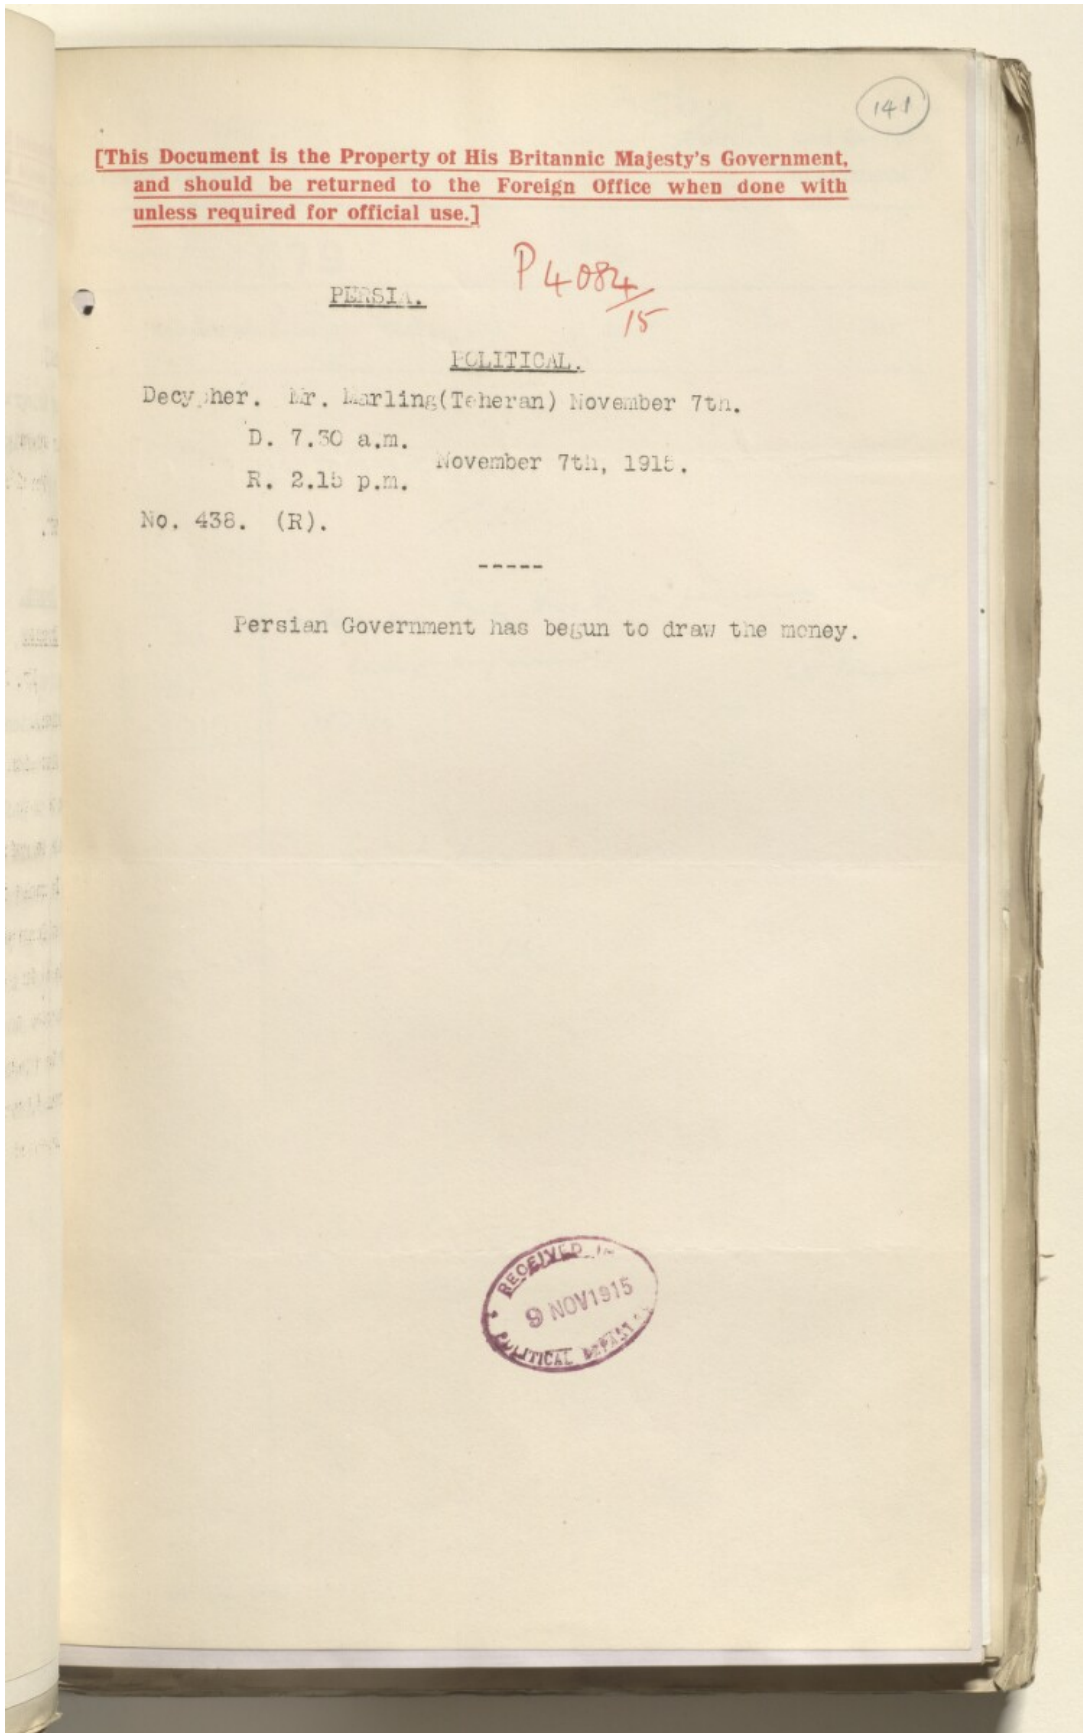 141
[This Document is the Property of His Britannic Majesty's Government,
and should be returned to the Foreign Office when done with
unless required for official use.]
P 4084/15
PERSIA.
POLITICAL.
Decypher. Mr. Marling(Teheran) November 7th.
D. 7.30 a.m.
November 7th, 1915.
R. 2.15 p.m.
No. 438. (R).
-----
Persian Government has begun to draw the money.
RECEIVED IN
9 NOV 1915
POLITICAL